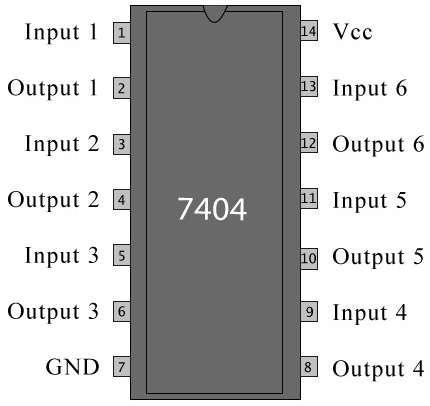 Input 1 1 14 Vcc
Output 1 2 13 Input 6
Input 2 3 12 Output 6
Output 2 4 11 Input 5
7404
Input 3 5 10 Output 5
Output 3 6 9 Input 4
GND 7 8 Output 4